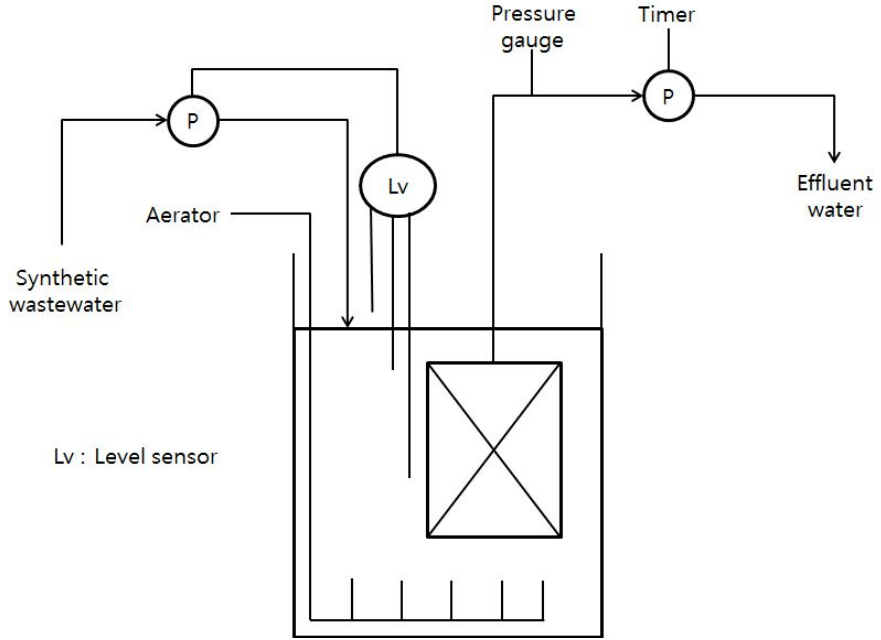 Pressure
gauge
Timer
P
P
Lv
Effluent
water
Aerator
Synthetic
wastewater
Lv : Level sensor